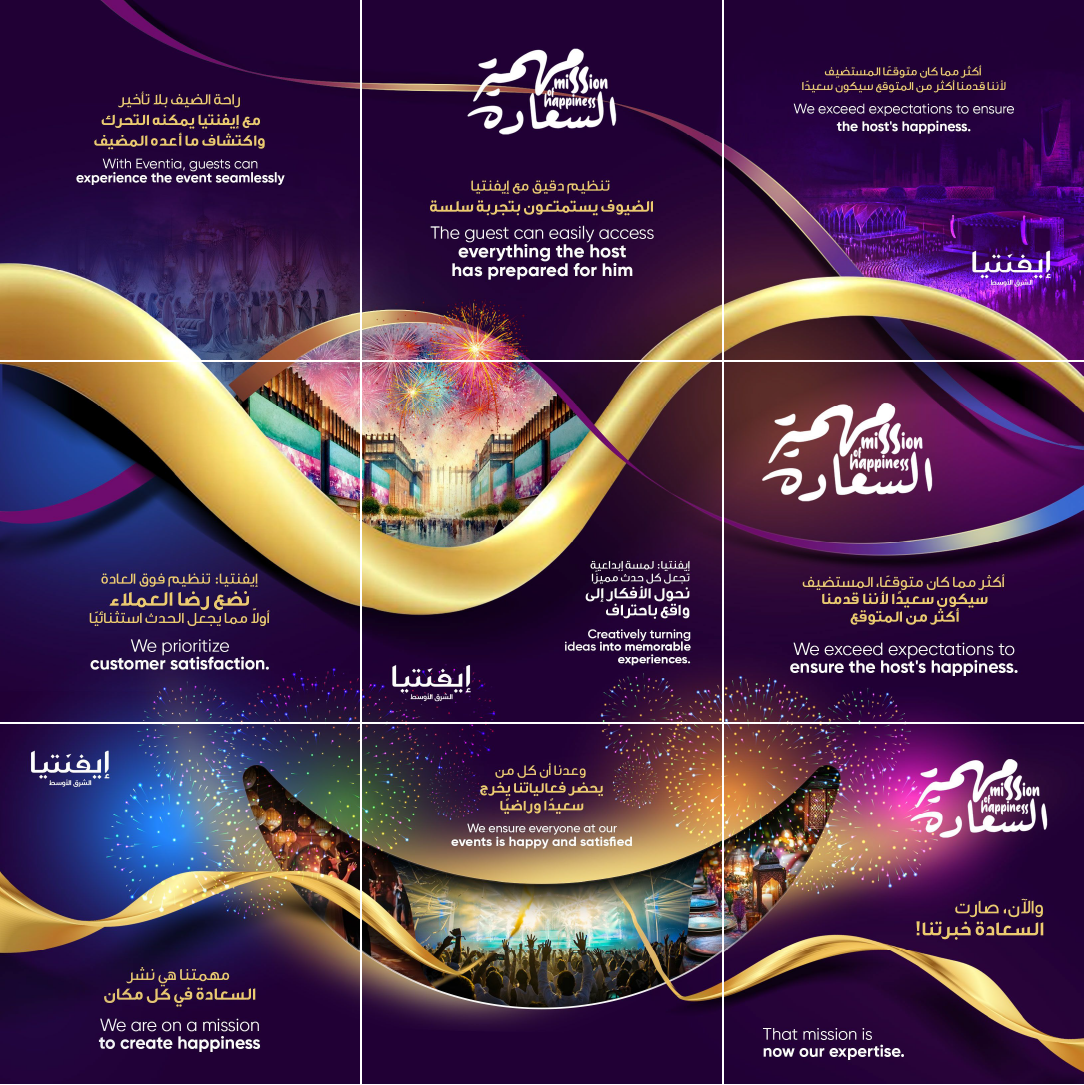 راحة الضيف بلا تأخير
مع إيفنتيا يمكنه التحرك
واكتشاف ما أعده المضيف
With Eventia, guests can
experience the event seamlessly
مهمية
mission
of
happiness
السعادة
تنظيم دقيق مع إيفنتيا
الضيوف يستمتعون بتجربة سلسة
The guest can easily access
everything the host
has prepared for him
أكثر مما كان متوقعًا المستضيف
لأننا قدمنا أكثر من المتوقع سيكون سعيدًا
We exceed expectations to ensure
the host's happiness.
إيفنتيا
الشرق الأوسط
إيفنتيا: تنظيم فوق العادة
نضع رضا العملاء
أولاً مما يجعل الحدث استثنائيًا
We prioritize
customer satisfaction.
إيفنتيا: لمسة إبداعية
تجعل كل حدث مميزًا
نحول الأفكار إلى
واقع باحتراف
Creatively turning
ideas into memorable
experiences.
إيفنتيا
الشرق الأوسط
مهمية
mission
of
happiness
السعادة
أكثر مما كان متوقعًا، المستضيف
سيكون سعيدًا لأننا قدمنا
أكثر من المتوقع
We exceed expectations to
ensure the host's happiness.
إيفنتيا
الشرق الأوسط
مهمتنا هي نشر
السعادة في كل مكان
We are on a mission
to create happiness
وعدنا أن كل من
يحضر فعالياتنا يخرج
سعيدًا وراضيًا
We ensure everyone at our
events is happy and satisfied
مهمية
mission
of
happiness
السعادة
والآن، صارت
السعادة خبرتنا!
That mission is
now our expertise.